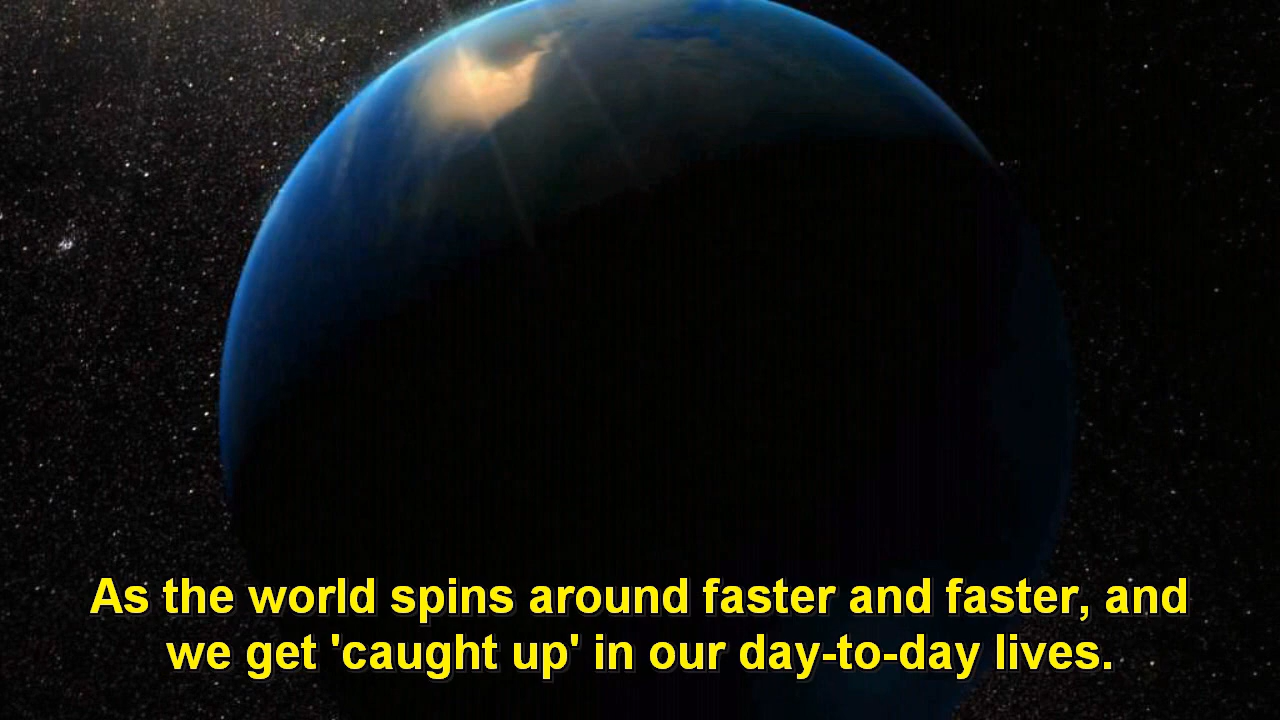 As the world spins around faster and faster, and
we get 'caught up' in our day-to-day lives.